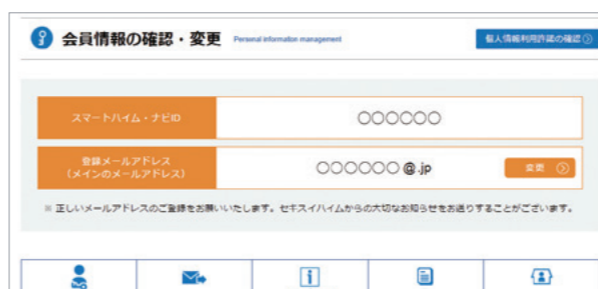 会員情報の確認・変更 Personal information management 個人情報利用許諾の確認
スマートハイム・ナビID 〇〇〇〇〇〇
登録メールアドレス
(メインのメールアドレス) 〇〇〇〇〇〇@.jp 変更
※ 正しいメールアドレスのご登録をお願いいたします。セキスイハイムからの大切なお知らせをお送りすることがございます。